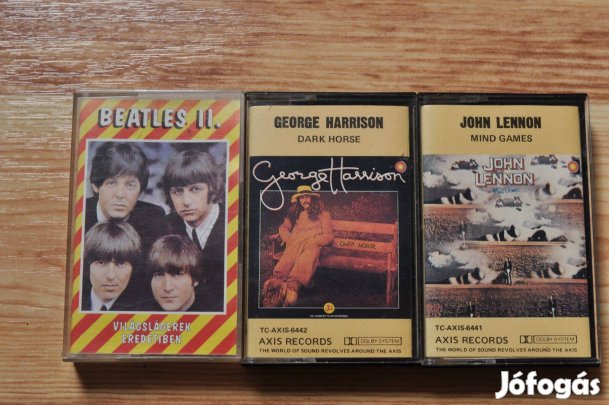 BEATLES II.
VILÁGSLÁGEREK
EREDETIBEN
GEORGE HARRISON
DARK HORSE
George Harrison
DARK HORSE
TC-AXIS-6442
AXIS RECORDS DOLBY SYSTEM
THE WORLD OF SOUND REVOLVES AROUND THE AXIS
JOHN LENNON
MIND GAMES
JOHN
LENNON
TC-AXIS-6441
AXIS RECORDS DOLBY SYSTEM
THE WORLD OF SOUND REVOLVES AROUND THE AXIS
Jófogás